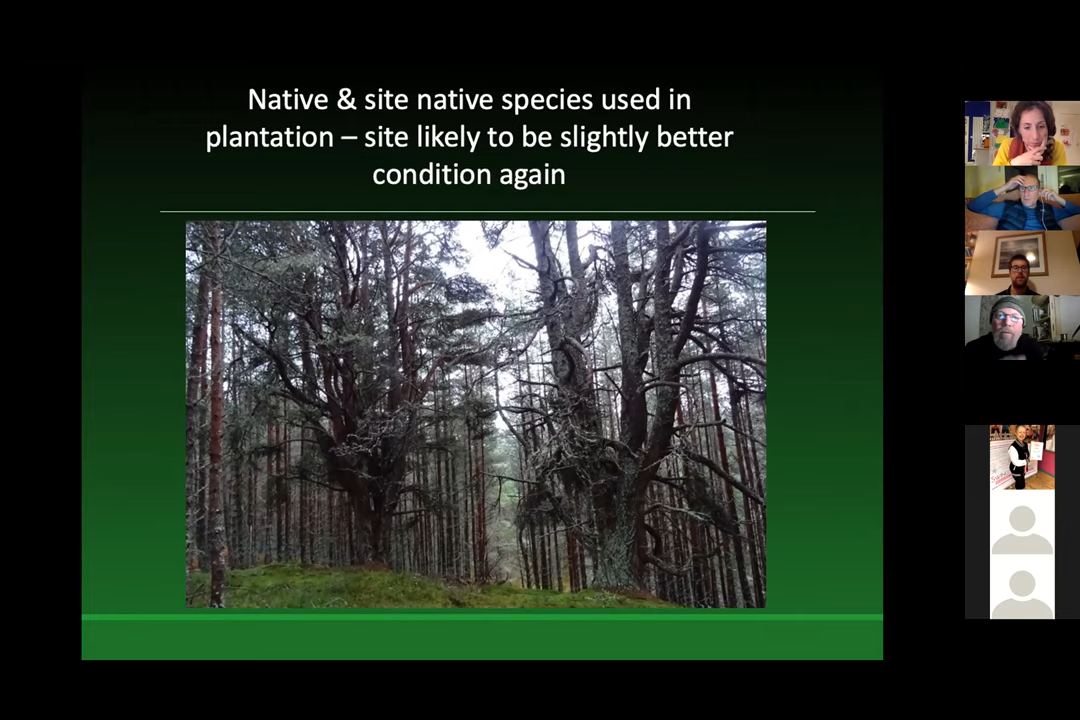 Native & site native species used in
plantation – site likely to be slightly better
condition again